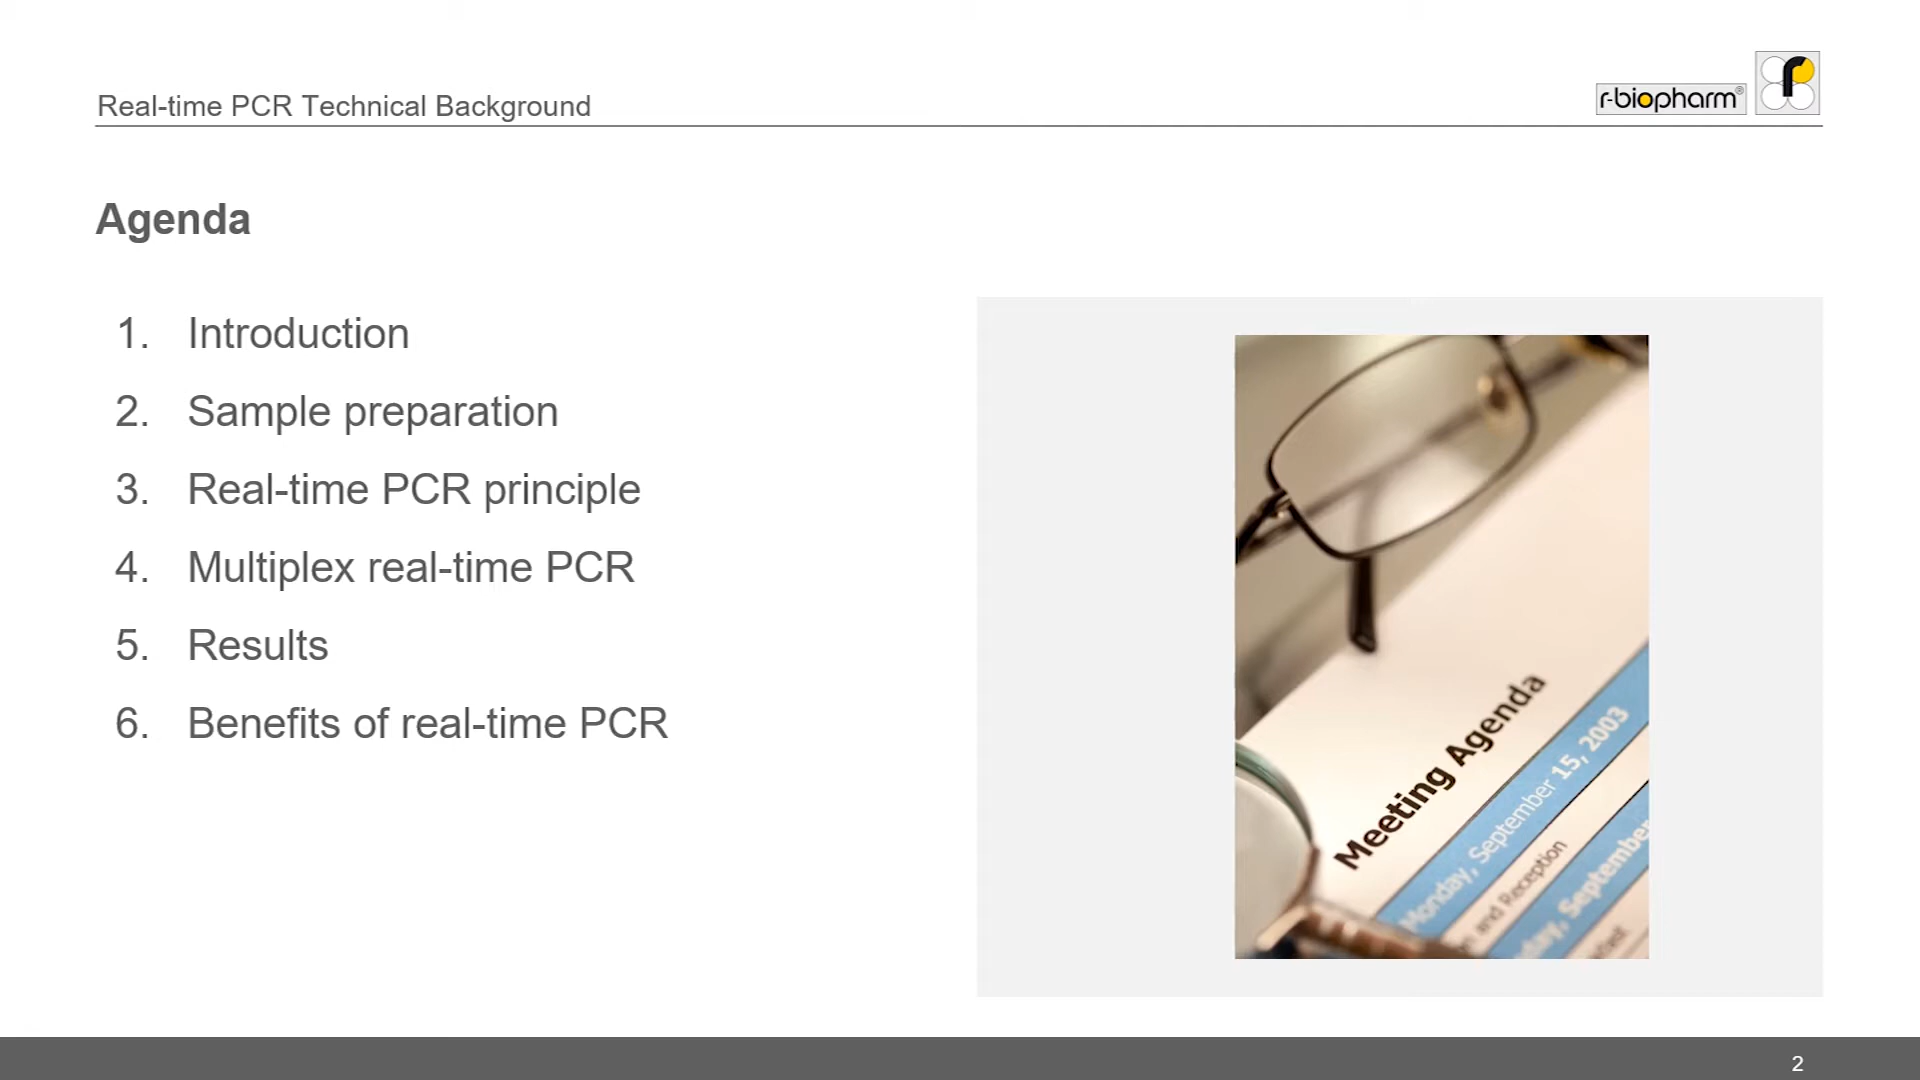 Real-time PCR Technical Background
r-biopharm®
r
Agenda
1. Introduction
2. Sample preparation
3. Real-time PCR principle
4. Multiplex real-time PCR
5. Results
6. Benefits of real-time PCR
Meeting Agenda
Monday, September 15, 2003
and Reception
September
2